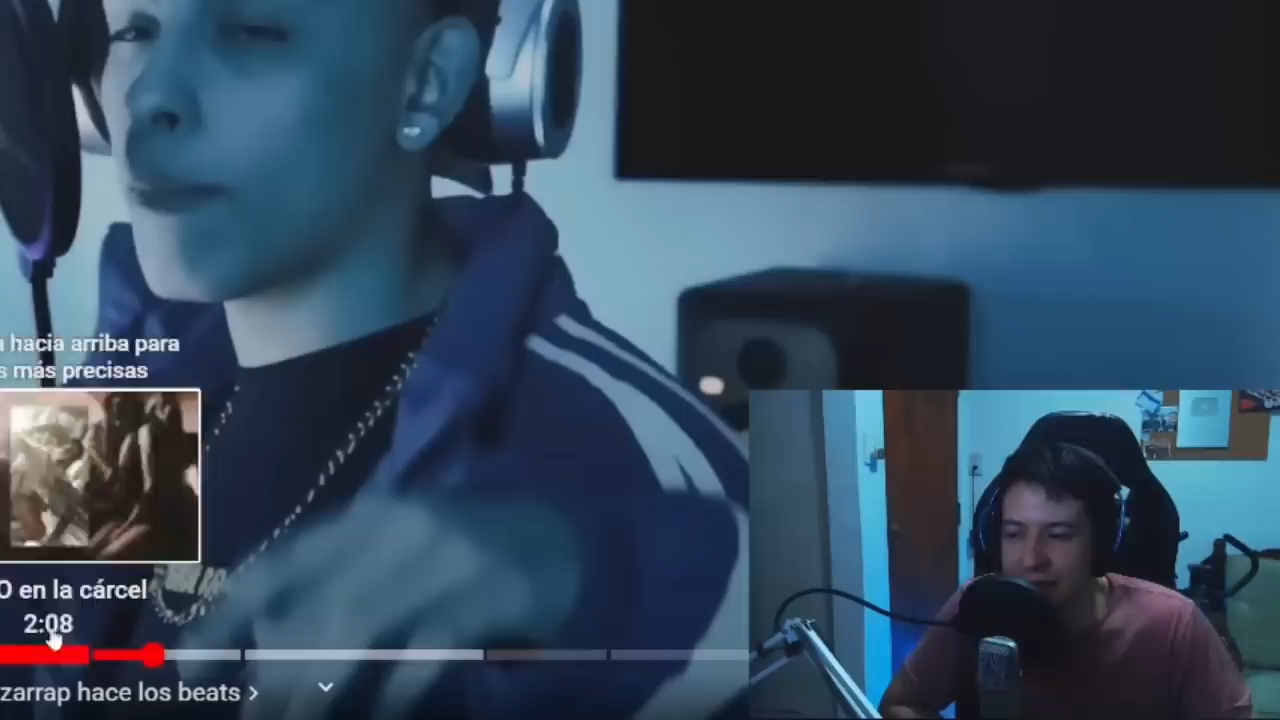 hacia arriba para
s más precisas
O en la cárcel
2:08
zarrap hace los beats >